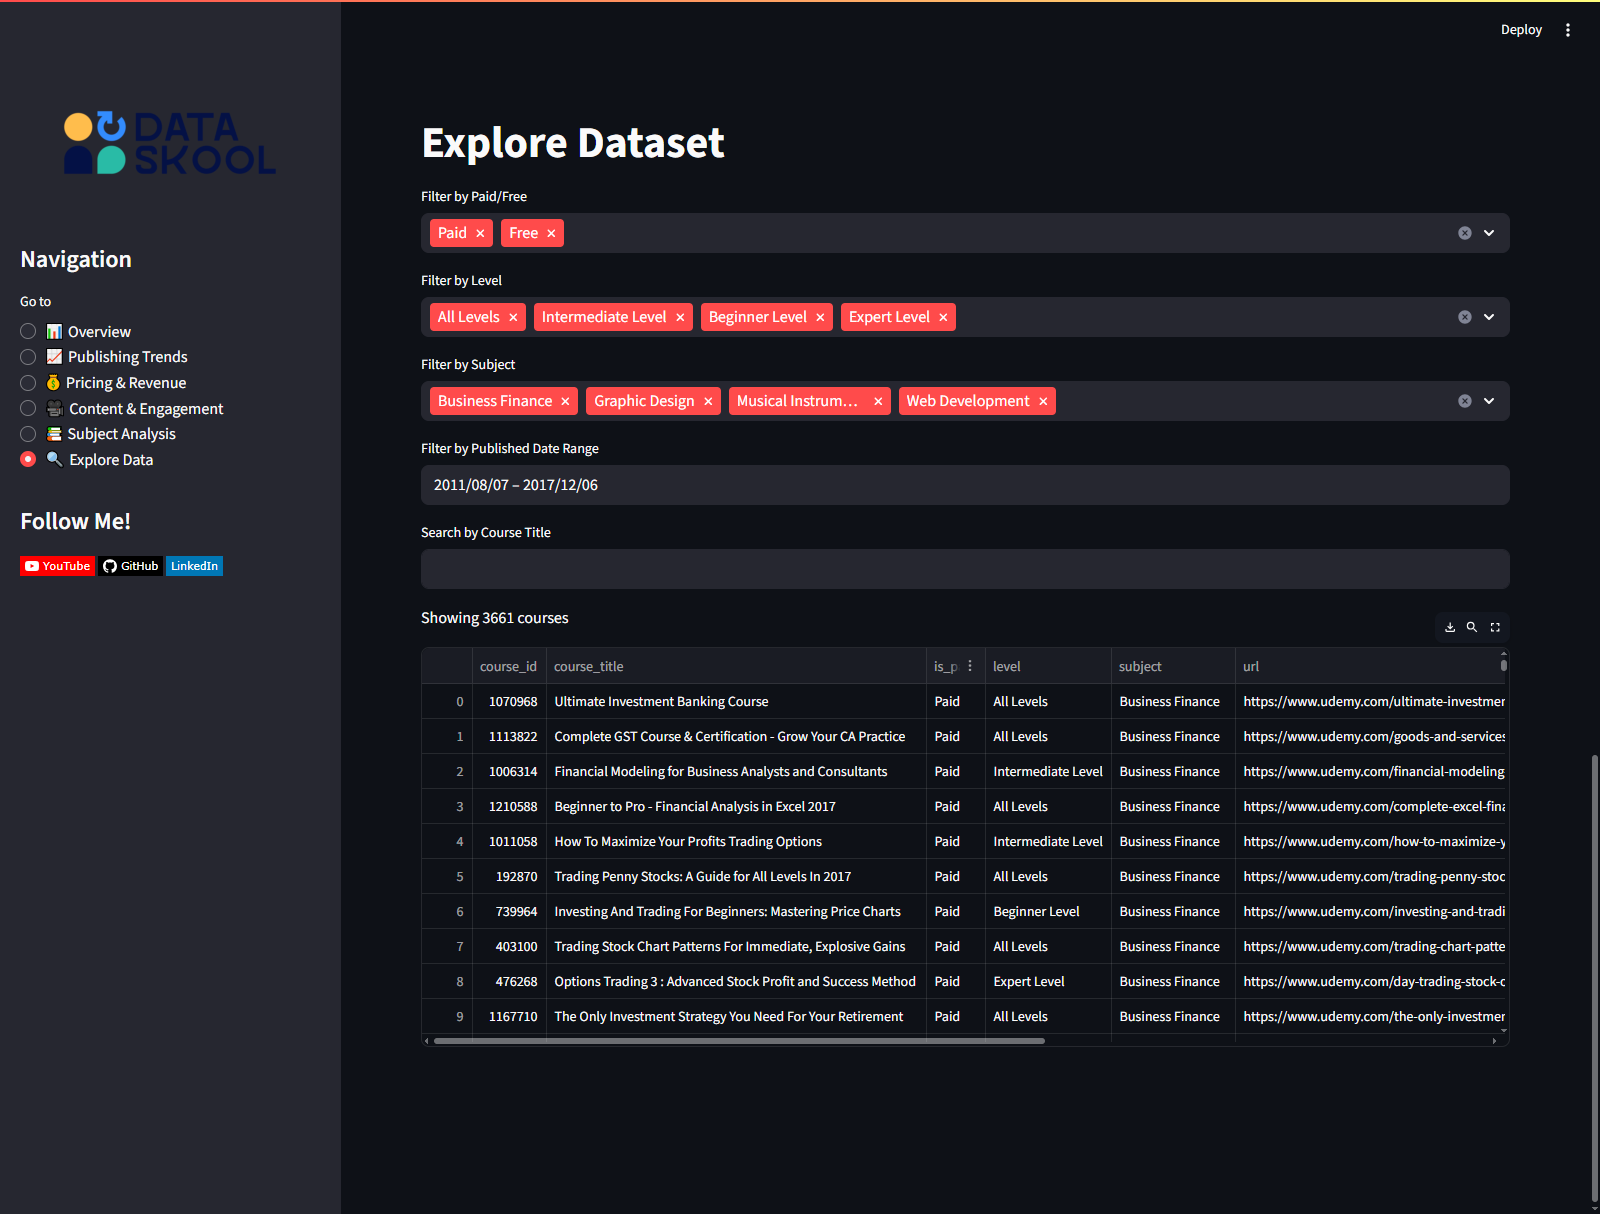 Deploy
DATA
SKOOL
Navigation
Go to
Overview
Publishing Trends
Pricing & Revenue
Content & Engagement
Subject Analysis
Explore Data
Follow Me!
YouTube GitHub LinkedIn
Explore Dataset
Filter by Paid/Free
Paid Free
Filter by Level
All Levels Intermediate Level Beginner Level Expert Level
Filter by Subject
Business Finance Graphic Design Musical Instrum... Web Development
Filter by Published Date Range
2011/08/07 – 2017/12/06
Search by Course Title
Showing 3661 courses
course_id course_title is_p level subject url
0 1070968 Ultimate Investment Banking Course Paid All Levels Business Finance https://www.udemy.com/ultimate-investmer
1 1113822 Complete GST Course & Certification - Grow Your CA Practice Paid All Levels Business Finance https://www.udemy.com/goods-and-services
2 1006314 Financial Modeling for Business Analysts and Consultants Paid Intermediate Level Business Finance https://www.udemy.com/financial-modeling
3 1210588 Beginner to Pro - Financial Analysis in Excel 2017 Paid All Levels Business Finance https://www.udemy.com/complete-excel-fina
4 1011058 How To Maximize Your Profits Trading Options Paid Intermediate Level Business Finance https://www.udemy.com/how-to-maximize-y
5 192870 Trading Penny Stocks: A Guide for All Levels In 2017 Paid All Levels Business Finance https://www.udemy.com/trading-penny-stoc
6 739964 Investing And Trading For Beginners: Mastering Price Charts Paid Beginner Level Business Finance https://www.udemy.com/investing-and-tradi
7 403100 Trading Stock Chart Patterns For Immediate, Explosive Gains Paid All Levels Business Finance https://www.udemy.com/trading-chart-patte
8 476268 Options Trading 3 : Advanced Stock Profit and Success Method Paid Expert Level Business Finance https://www.udemy.com/day-trading-stock-c
9 1167710 The Only Investment Strategy You Need For Your Retirement Paid All Levels Business Finance https://www.udemy.com/the-only-investmer